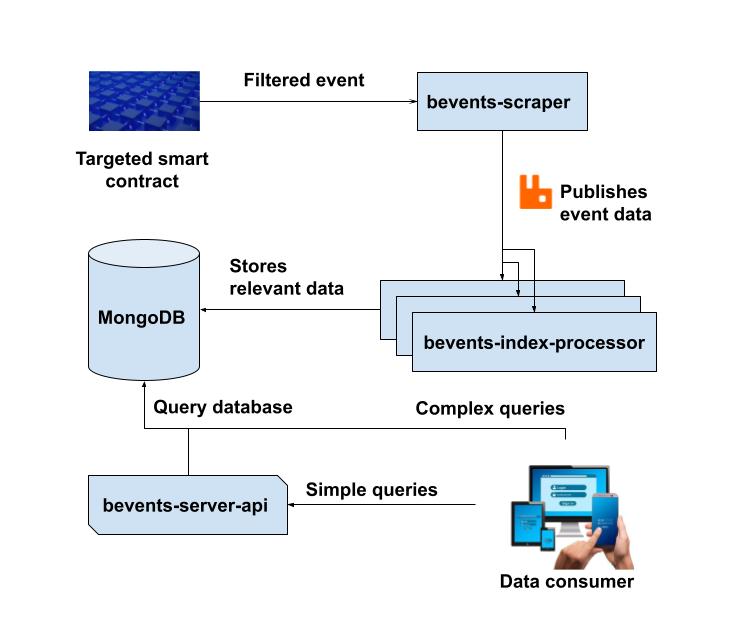 Filtered event
bevents-scraper
Targeted smart
contract
Publishes
event data
Stores
relevant data
MongoDB
bevents-index-processor
Query database
Complex queries
bevents-server-api
Simple queries
Data consumer